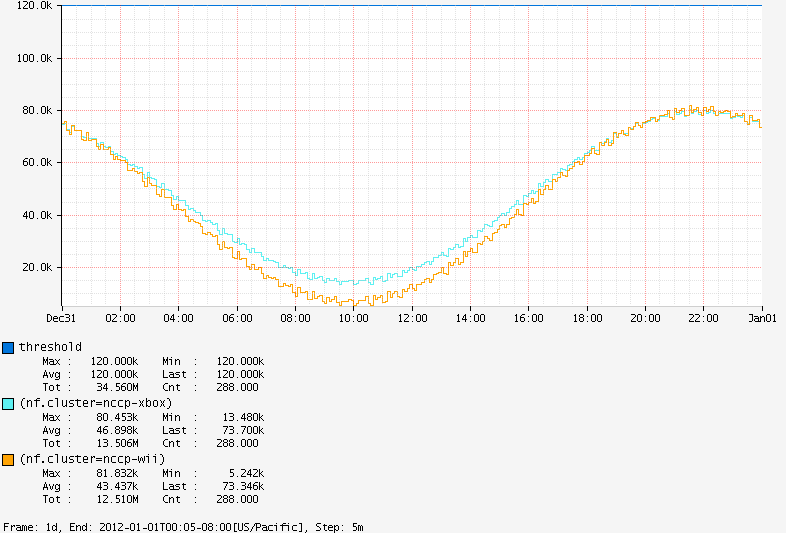 120.0k
100.0k
80.0k
60.0k
40.0k
20.0k
Dec31 02:00 04:00 06:00 08:00 10:00 12:00 14:00 16:00 18:00 20:00 22:00 Jan01
threshold
Max : 120.000k Min : 120.000k
Avg : 120.000k Last : 120.000k
Tot : 34.560M Cnt : 288.000
(nf.cluster=nccp-xbox)
Max : 80.453k Min : 13.480k
Avg : 46.898k Last : 73.700k
Tot : 13.506M Cnt : 288.000
(nf.cluster=nccp-wii)
Max : 81.832k Min : 5.242k
Avg : 43.437k Last : 73.346k
Tot : 12.510M Cnt : 288.000
Frame: 1d, End: 2012-01-01T00:05-08:00[US/Pacific], Step: 5m